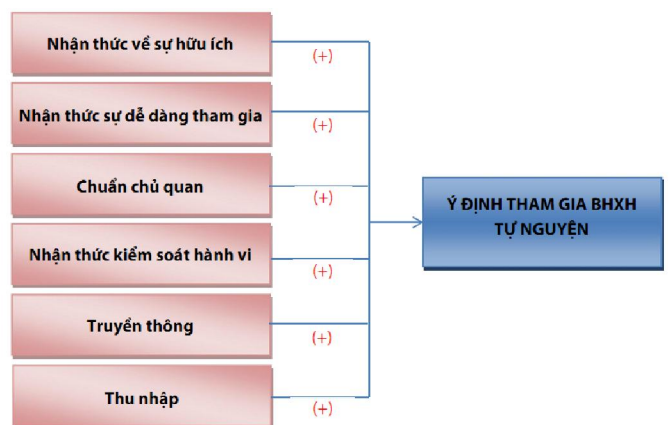 Nhận thức về sự hữu ích
(+)
Nhận thức sự dễ dàng tham gia
(+)
Chuẩn chủ quan
(+)
Nhận thức kiểm soát hành vi
(+)
Truyền thông
(+)
Thu nhập
(+)
Ý ĐỊNH THAM GIA BHXH
TỰ NGUYỆN